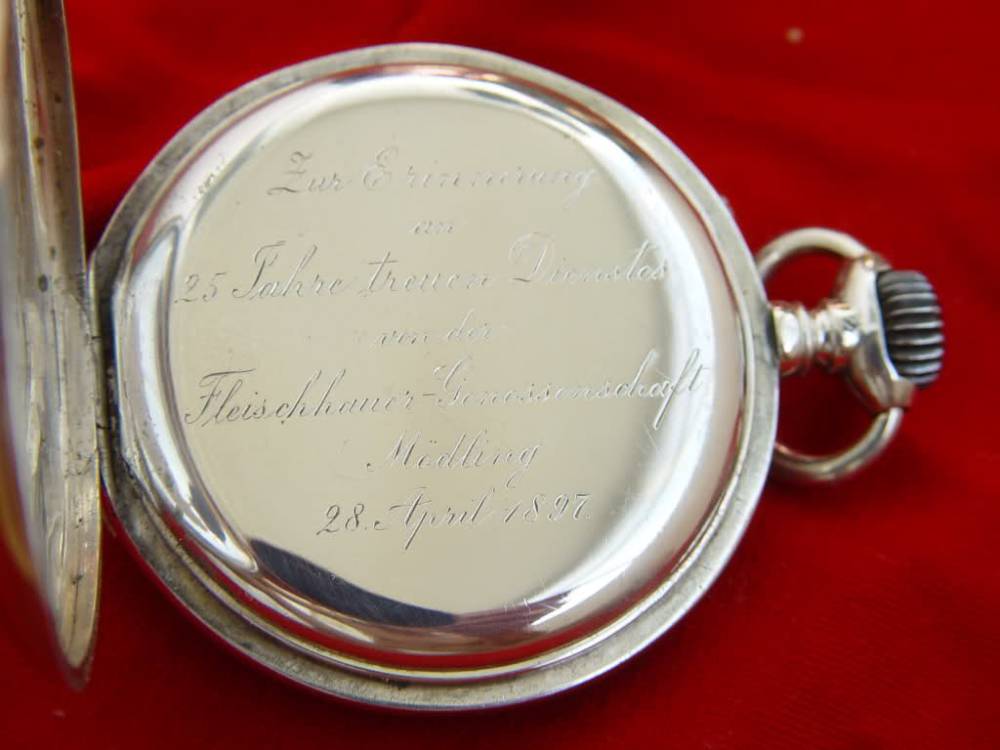 Zur Erinnerung
an
25 Jahre treuen Dienstes
von der
Fleischhauer-Genossenschaft
Mödling
28. April 1897.